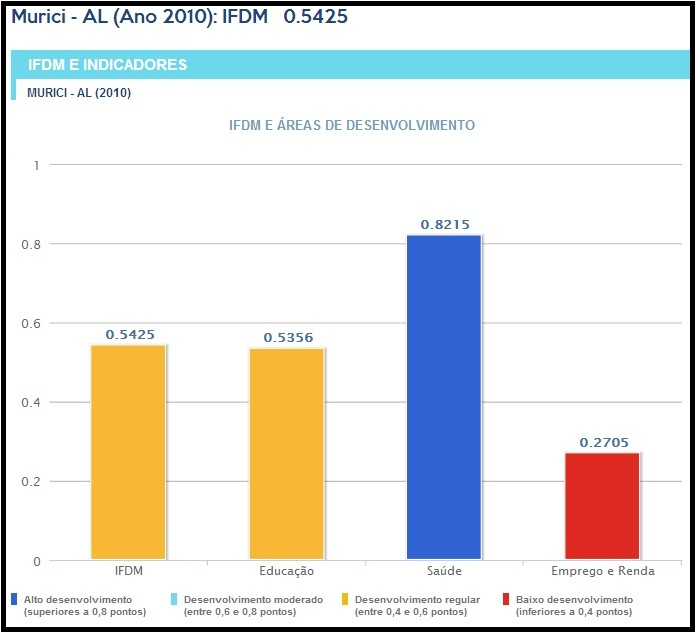 Murici - AL (Ano 2010): IFDM 0.5425
IFDM E INDICADORES
MURICI - AL (2010)
IFDM E ÁREAS DE DESENVOLVIMENTO
1
0.8
0.6
0.4
0.2
0
0.5425
0.5356
0.8215
0.2705
IFDM
Educação
Saúde
Emprego e Renda
Alto desenvolvimento
(superiores a 0,8 pontos)
Desenvolvimento moderado
(entre 0,6 e 0,8 pontos)
Desenvolvimento regular
(entre 0,4 e 0,6 pontos)
Baixo desenvolvimento
(inferiores a 0,4 pontos)